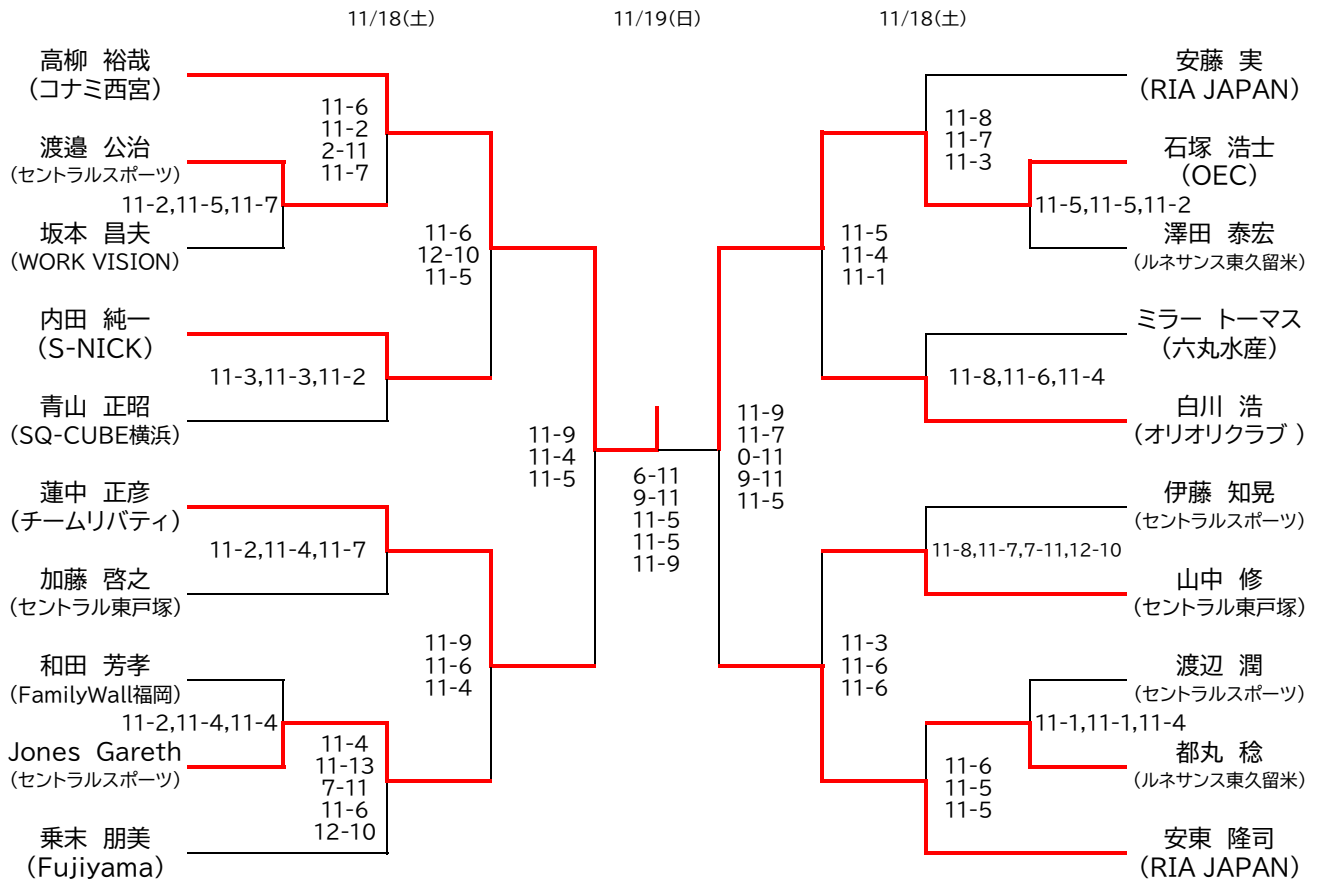 11/18(土)
11/19(日)
11/18(土)
高柳 裕哉
(コナミ西宮)
11-6
11-2
2-11
11-7
渡邉 公治
(セントラルスポーツ)
11-2,11-5,11-7
坂本 昌夫
(WORK VISION)
11-6
12-10
11-5
内田 純一
(S-NICK)
11-3,11-3,11-2
青山 正昭
(SQ-CUBE横浜)
11-9
11-4
11-5
蓮中 正彦
(チームリバティ)
11-2,11-4,11-7
加藤 啓之
(セントラル東戸塚)
11-9
11-6
11-4
和田 芳孝
(FamilyWall福岡)
11-2,11-4,11-4
Jones Gareth
(セントラルスポーツ)
11-4
11-13
7-11
11-6
12-10
乗末 朋美
(Fujiyama)
6-11
9-11
11-5
11-5
11-9
安藤 実
(RIA JAPAN)
11-8
11-7
11-3
石塚 浩士
(OEC)
11-5,11-5,11-2
澤田 泰宏
(ルネサンス東久留米)
11-5
11-4
11-1
ミラー トーマス
(六丸水産)
11-8,11-6,11-4
白川 浩
(オリオリクラブ )
11-9
11-7
0-11
9-11
11-5
伊藤 知晃
(セントラルスポーツ)
11-8,11-7,7-11,12-10
山中 修
(セントラル東戸塚)
11-3
11-6
11-6
渡辺 潤
(セントラルスポーツ)
11-1,11-1,11-4
都丸 稔
(ルネサンス東久留米)
11-6
11-5
11-5
安東 隆司
(RIA JAPAN)